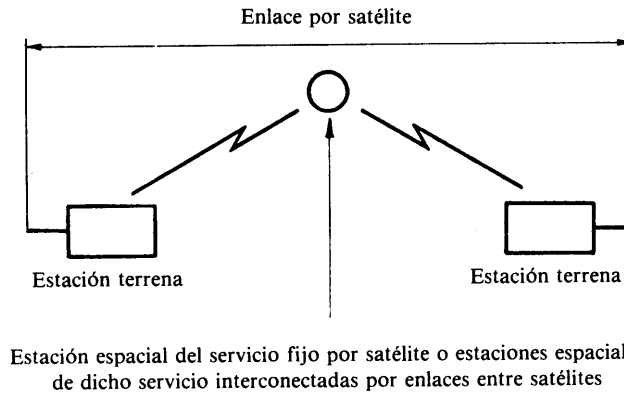 Enlace por satélite
Estación terrena
Estación terrena
Estación espacial del servicio fijo por satélite o estaciones espacial
de dicho servicio interconectadas por enlaces entre satélites